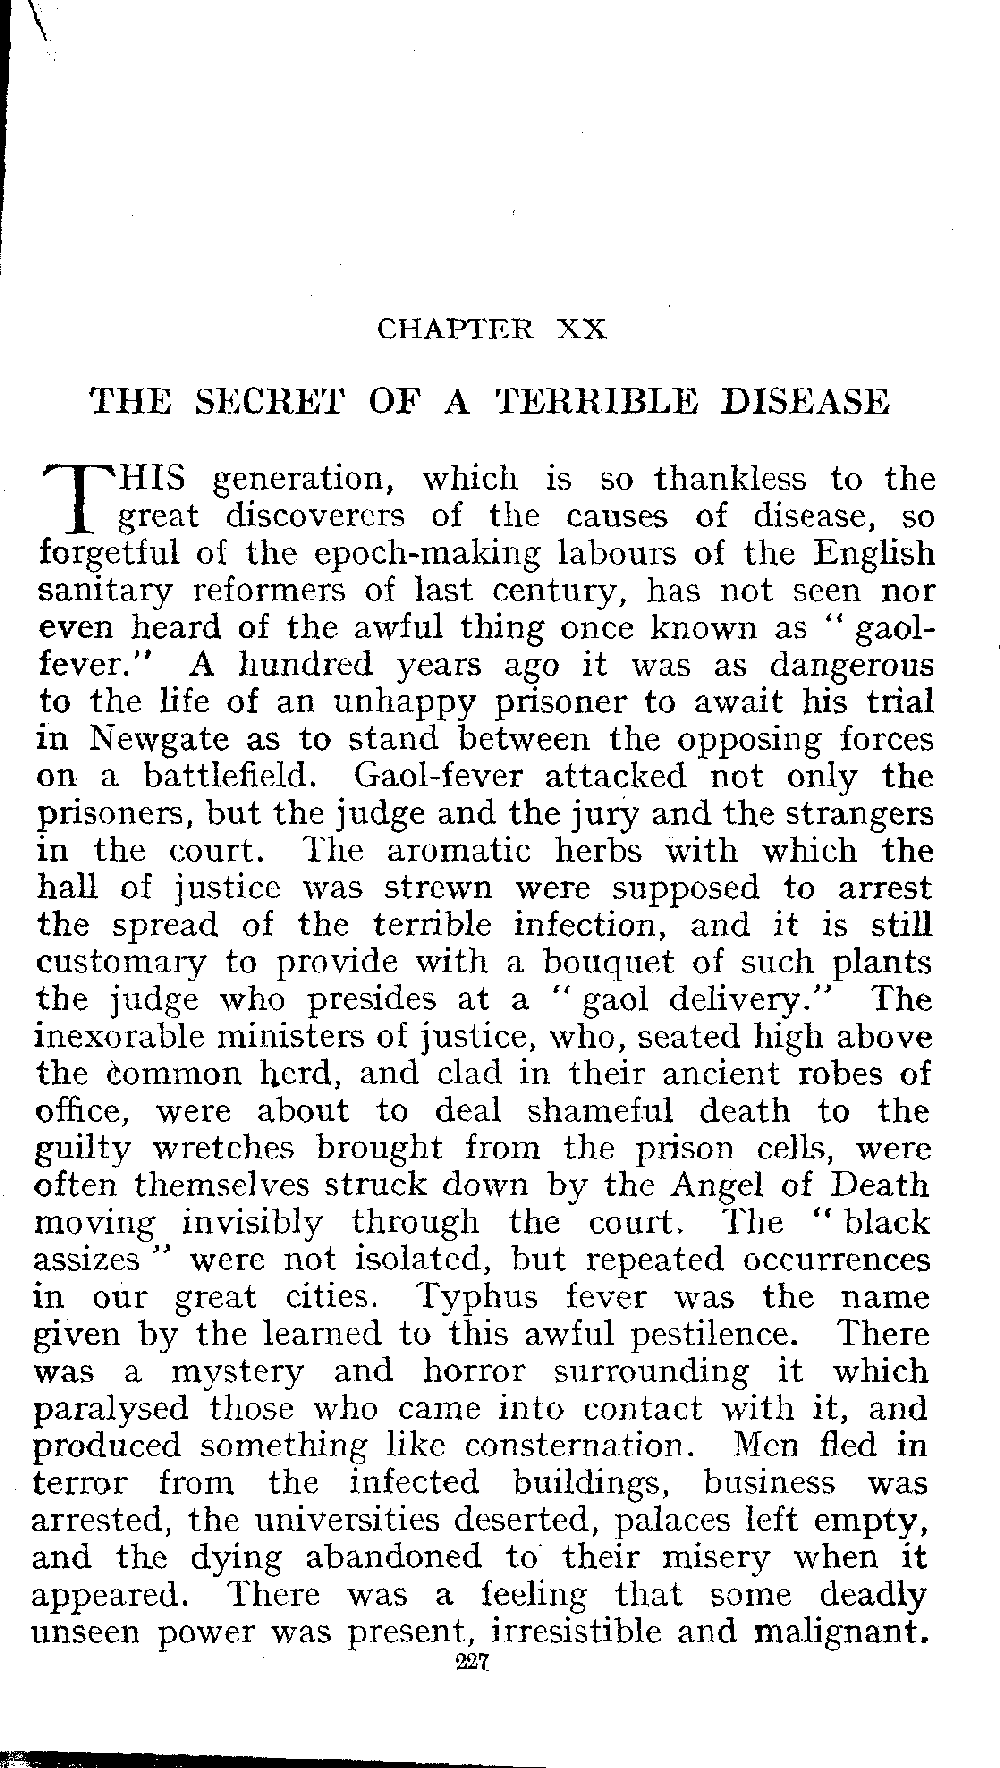 CHAPTER XX
THE SECRET OF A TERRIBLE DISEASE
THIS generation, which is so thankless to the
great discoverers of the causes of disease, so
forgetful of the epoch-making labours of the English
sanitary reformers of last century, has not seen nor
even heard of the awful thing once known as " gaol-
fever." A hundred years ago it was as dangerous
to the life of an unhappy prisoner to await his trial
in Newgate as to stand between the opposing forces
on a battlefield. Gaol-fever attacked not only the
prisoners, but the judge and the jury and the strangers
in the court. The aromatic herbs with which the
hall of justice was strewn were supposed to arrest
the spread of the terrible infection, and it is still
customary to provide with a bouquet of such plants
the judge who presides at a " gaol delivery." The
inexorable ministers of justice, who, seated high above
the common herd, and clad in their ancient robes of
office, were about to deal shameful death to the
guilty wretches brought from the prison cells, were
often themselves struck down by the Angel of Death
moving invisibly through the court. The " black
assizes " were not isolated, but repeated occurrences
in our great cities. Typhus fever was the name
given by the learned to this awful pestilence. There
was a mystery and horror surrounding it which
paralysed those who came into contact with it, and
produced something like consternation. Men fled in
terror from the infected buildings, business was
arrested, the universities deserted, palaces left empty,
and the dying abandoned to their misery when it
appeared. There was a feeling that some deadly
unseen power was present, irresistible and malignant.
227